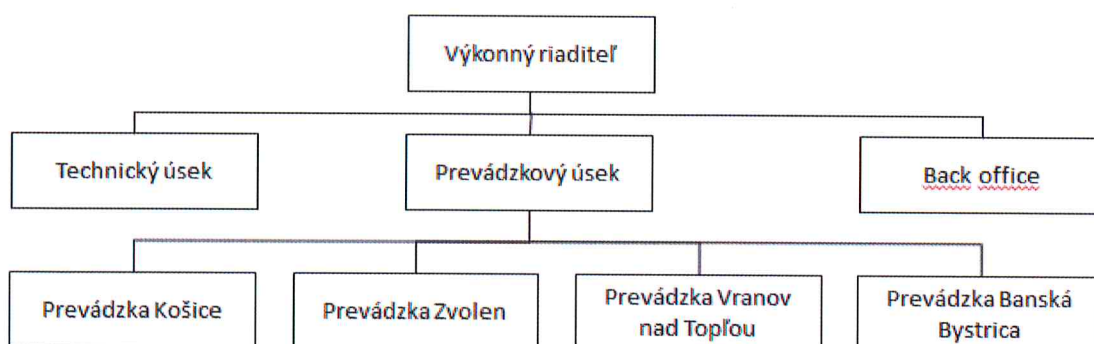 Výkonný riaditeľ
Technický úsek
Prevádzkový úsek
Back office
Prevádzka Košice
Prevádzka Zvolen
Prevádzka Vranov
nad Topľou
Prevádzka Banská
Bystrica